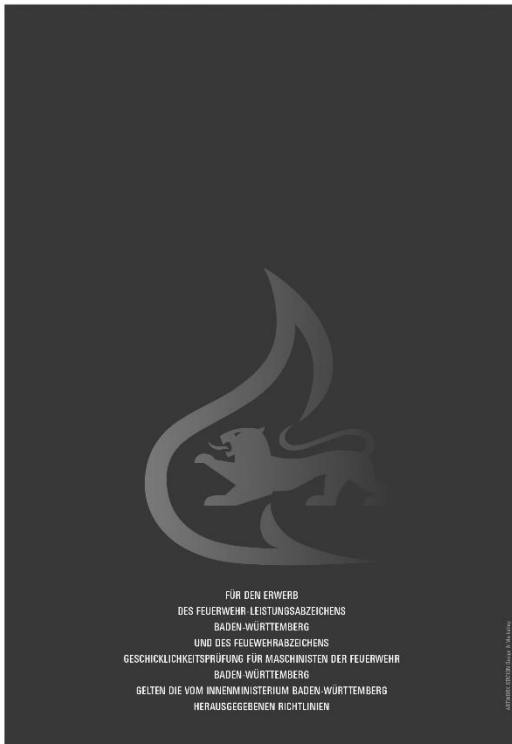 FÜR DEN ERWERB
DES FEUERWEHR-LEISTUNGSABZEICHENS
BADEN-WÜRTTEMBERG
UND DES FEUEWEHRABZEICHENS
GESCHICKLICHKEITSPRÜFUNG FÜR MASCHINISTEN DER FEUERWEHR
BADEN-WÜRTTEMBERG
GELTEN DIE VOM INNENMINISTERIUM BADEN-WÜRTTEMBERG
HERAUSGEGEBENEN RICHTLINIEN